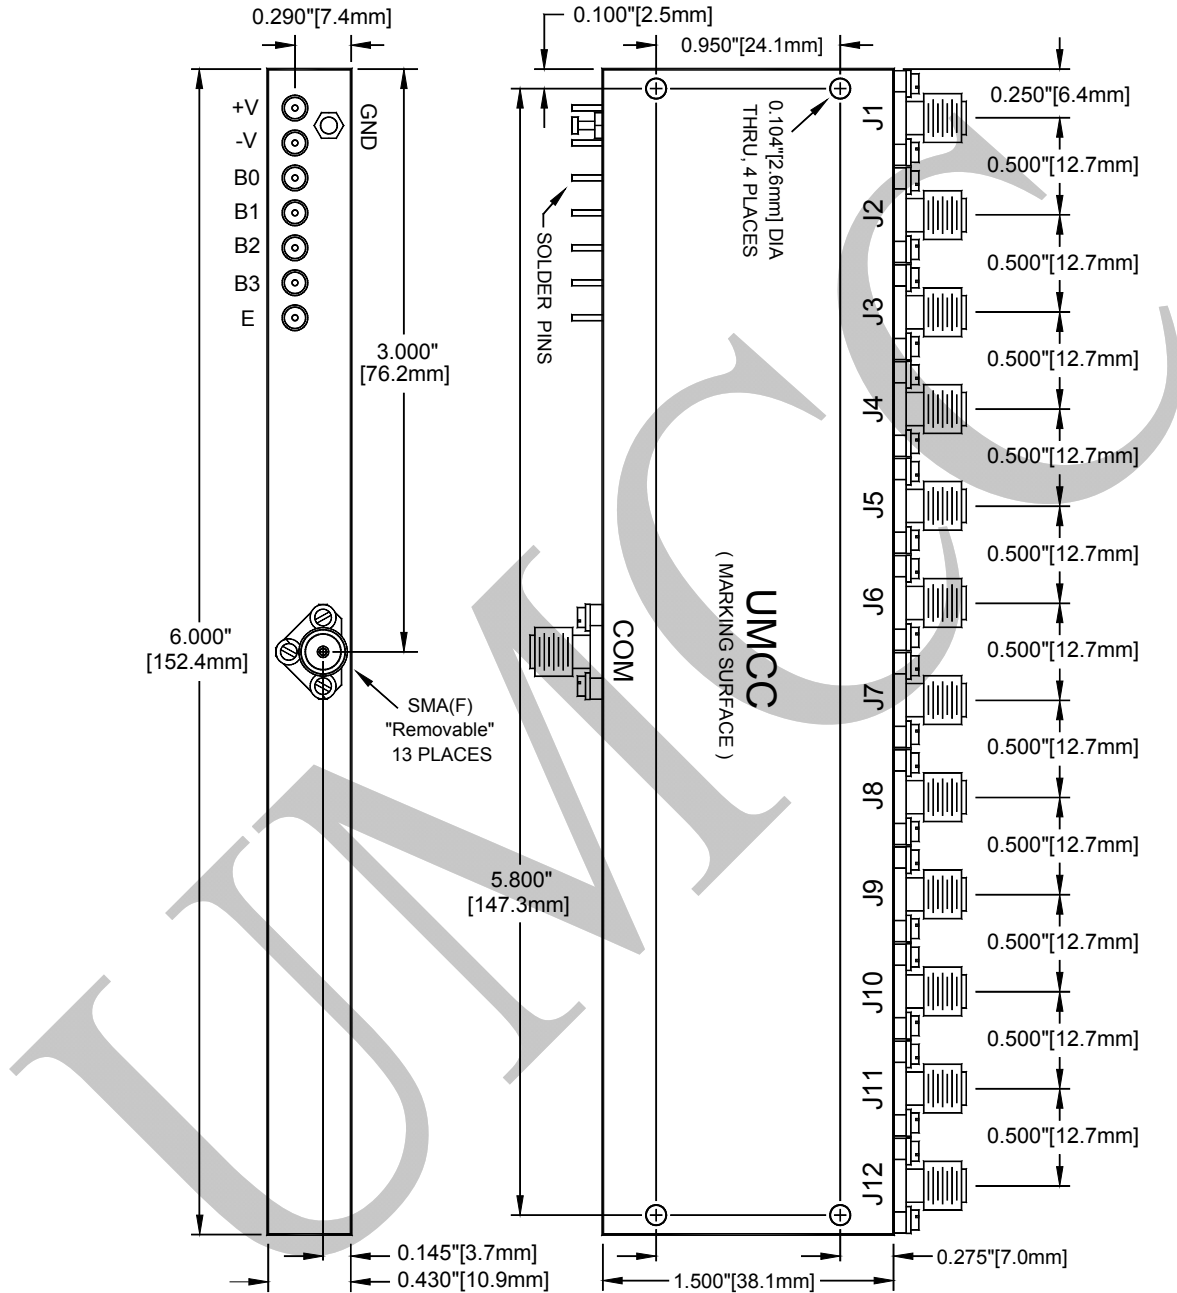 0.290"[7.4mm]
0.100"[2.5mm]
0.950"[24.1mm]
0.250"[6.4mm]
+V
-V
B0
B1
B2
B3
E
GND
0.104"[2.6mm] DIA
THRU, 4 PLACES
SOLDER PINS
3.000"
[76.2mm]
6.000"
[152.4mm]
SMA(F)
"Removable"
13 PLACES
COM
UMCC
( MARKING SURFACE )
5.800"
[147.3mm]
J1
J2
J3
J4
J5
J6
J7
J8
J9
J10
J11
J12
0.500"[12.7mm]
0.500"[12.7mm]
0.500"[12.7mm]
0.500"[12.7mm]
0.500"[12.7mm]
0.500"[12.7mm]
0.500"[12.7mm]
0.500"[12.7mm]
0.500"[12.7mm]
0.500"[12.7mm]
0.500"[12.7mm]
0.145"[3.7mm]
0.430"[10.9mm]
1.500"[38.1mm]
0.275"[7.0mm]
UMCC